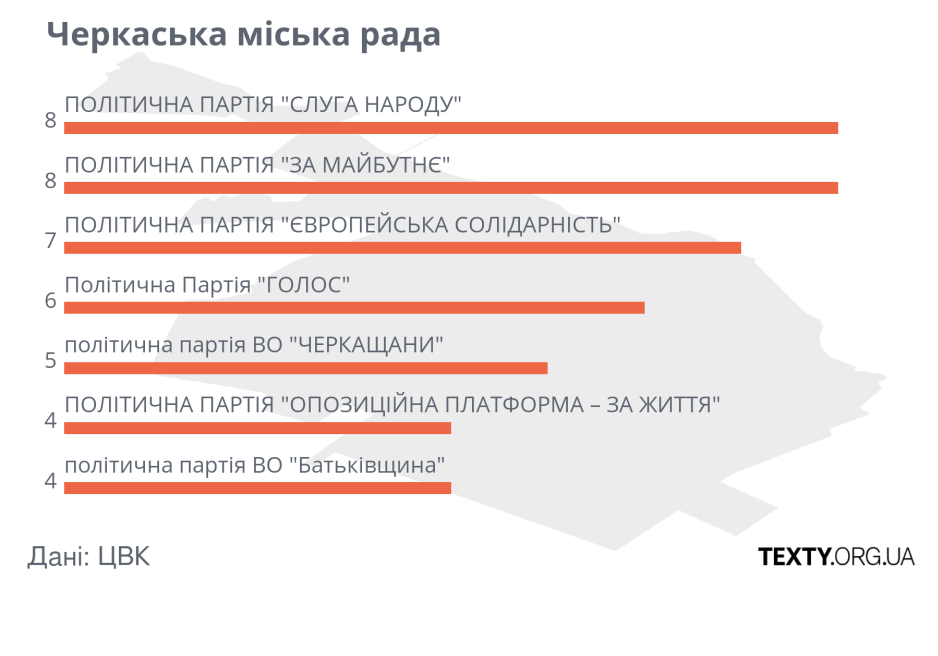 Черкаська міська рада
ПОЛІТИЧНА ПАРТІЯ "СЛУГА НАРОДУ"
8
ПОЛІТИЧНА ПАРТІЯ "ЗА МАЙБУТНЄ"
8
ПОЛІТИЧНА ПАРТІЯ "ЄВРОПЕЙСЬКА СОЛІДАРНІСТЬ"
7
Політична Партія "ГОЛОС"
6
політична партія ВО "ЧЕРКАЩАНИ"
5
ПОЛІТИЧНА ПАРТІЯ "ОПОЗИЦІЙНА ПЛАТФОРМА – ЗА ЖИТТЯ"
4
політична партія ВО "Батьківщина"
4
Дані: ЦВК
TEXTY.ORG.UA